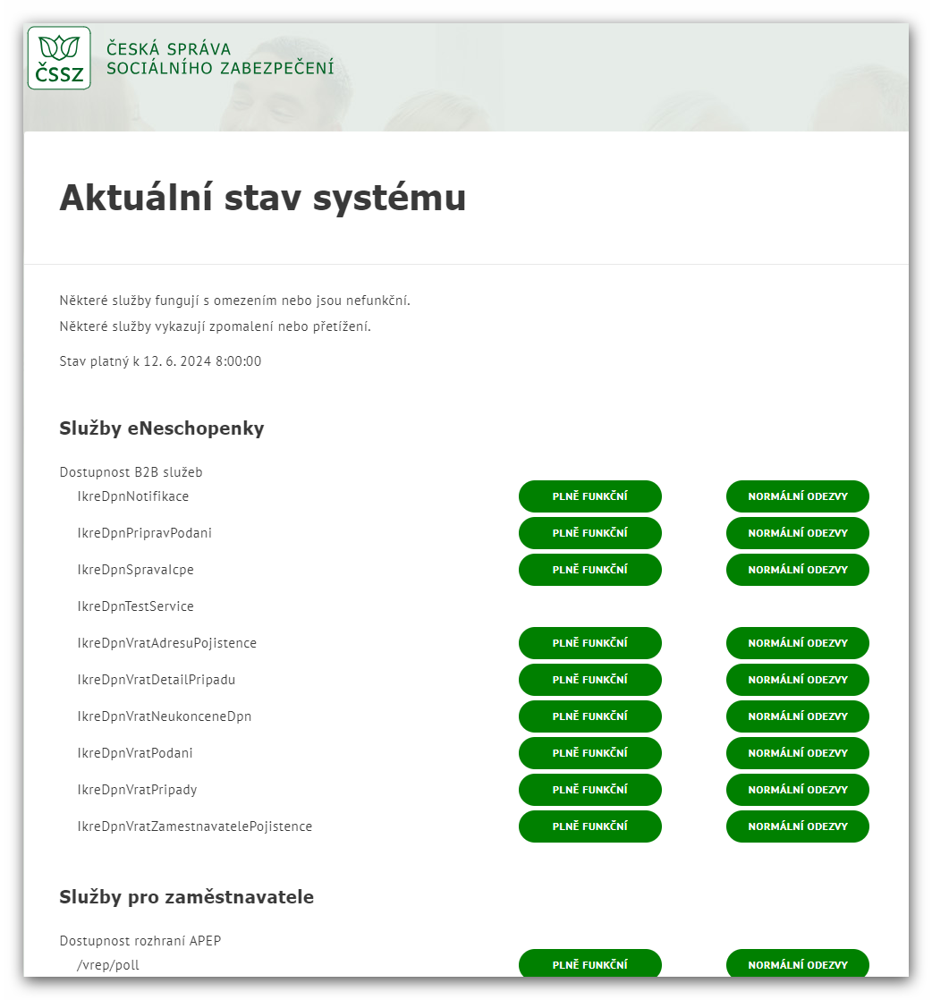 ČSSZ
ČESKÁ SPRÁVA
SOCIÁLNÍHO ZABEZPEČENÍ
Aktuální stav systému
Některé služby fungují s omezením nebo jsou nefunkční.
Některé služby vykazují zpomalení nebo přetížení.
Stav platný k 12. 6. 2024 8:00:00
Služby eNeschopenky
Dostupnost B2B služeb
IkreDpnNotifikace PLNĚ FUNKČNÍ NORMÁLNÍ ODEZVY
IkreDpnPripravPodani PLNĚ FUNKČNÍ NORMÁLNÍ ODEZVY
IkreDpnSpravaIcpe PLNĚ FUNKČNÍ NORMÁLNÍ ODEZVY
IkreDpnTestService
IkreDpnVratAdresuPojistence PLNĚ FUNKČNÍ NORMÁLNÍ ODEZVY
IkreDpnVratDetailPripadu PLNĚ FUNKČNÍ NORMÁLNÍ ODEZVY
IkreDpnVratNeukonceneDpn PLNĚ FUNKČNÍ NORMÁLNÍ ODEZVY
IkreDpnVratPodani PLNĚ FUNKČNÍ NORMÁLNÍ ODEZVY
IkreDpnVratPripady PLNĚ FUNKČNÍ NORMÁLNÍ ODEZVY
IkreDpnVratZamestnavatelePojistence PLNĚ FUNKČNÍ NORMÁLNÍ ODEZVY
Služby pro zaměstnavatele
Dostupnost rozhraní APEP
/vrep/poll PLNĚ FUNKČNÍ NORMÁLNÍ ODEZVY